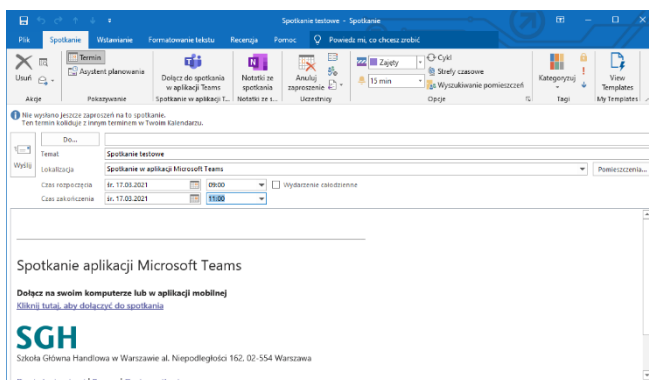 Spotkanie testowe - Spotkanie
Plik Spotkanie Wstawianie Formatowanie tekstu Recenzja Pomoc Powiedz mi, co chcesz zrobić
Usuń
Termin
Asystent planowania
Dołącz do spotkania w aplikacji Teams
Notatki ze spotkania
Anuluj zaproszenie
Zajęty
15 min
Cykl
Strefy czasowe
Wyszukiwanie pomieszczeń
Kategoryzuj
View Templates
Akcje Pokazywanie Spotkanie w aplikacji T... Notatki ze s... Uczestnicy Opcje Tagi My Templates
Nie wysłano jeszcze zaproszeń na to spotkanie.
Ten termin koliduje z innym terminem w Twoim Kalendarzu.
Wyślij
Do...
Temat Spotkanie testowe
Lokalizacja Spotkanie w aplikacji Microsoft Teams Pomieszczenia...
Czas rozpoczęcia śr. 17.03.2021 09:00 Wydarzenie całodzienne
Czas zakończenia śr. 17.03.2021 11:00
Spotkanie aplikacji Microsoft Teams
Dołącz na swoim komputerze lub w aplikacji mobilnej
Kliknij tutaj, aby dołączyć do spotkania
SGH
Szkoła Główna Handlowa w Warszawie al. Niepodległości 162, 02-554 Warszawa